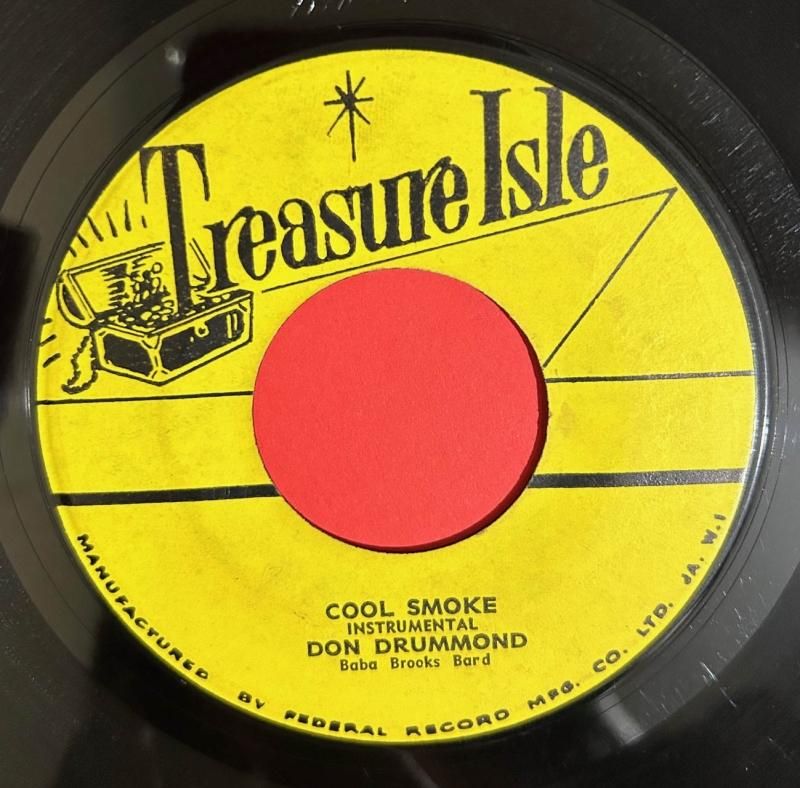 Treasure Isle
COOL SMOKE
INSTRUMENTAL
DON DRUMMOND
Baba Brooks Bard
MANUFACTURED BY FEDERAL RECORD MFG. CO. LTD. JA. W.I